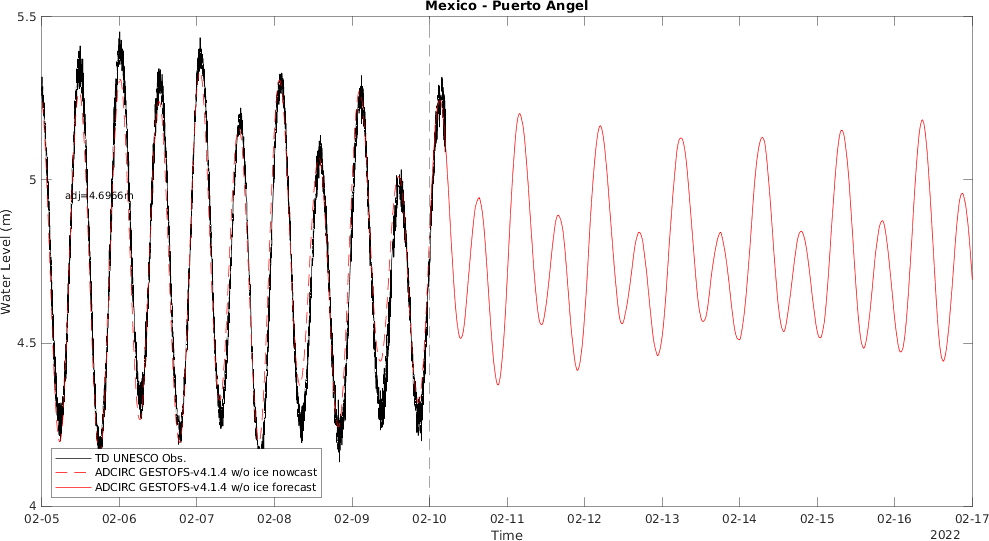 Mexico - Puerto Angel
5.5
5
4.5
4
Water Level (m)
adj=4.6966m
TD UNESCO Obs.
ADCIRC GESTOFS-v4.1.4 w/o ice nowcast
ADCIRC GESTOFS-v4.1.4 w/o ice forecast
02-05 02-06 02-07 02-08 02-09 02-10 02-11 02-12 02-13 02-14 02-15 02-16 02-17
Time
2022